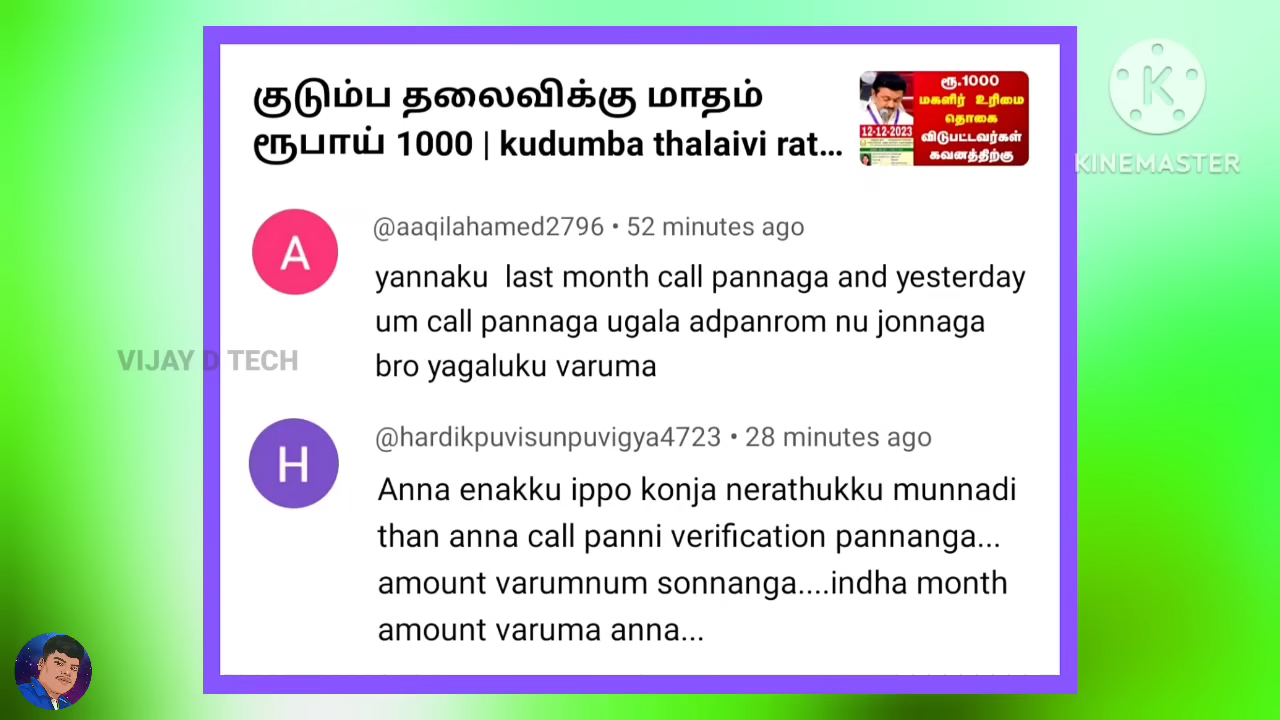 குடும்ப தலைவிக்கு மாதம்
ரூபாய் 1000 | kudumba thalaivi rat...
ரூ.1000
மகளிர் உரிமை
தொகை
விடுபட்டவர்கள்
கவனத்திற்கு
12-12-2023
K
KINEMASTER
A
@aaqilahamed2796 • 52 minutes ago
yannaku last month call pannaga and yesterday
um call pannaga ugala adpanrom nu jonnaga
bro yagaluku varuma
VIJAY D TECH
H
@hardikpuvisunpuvigya4723 • 28 minutes ago
Anna enakku ippo konja nerathukku munnadi
than anna call panni verification pannanga...
amount varumnum sonnanga....indha month
amount varuma anna...